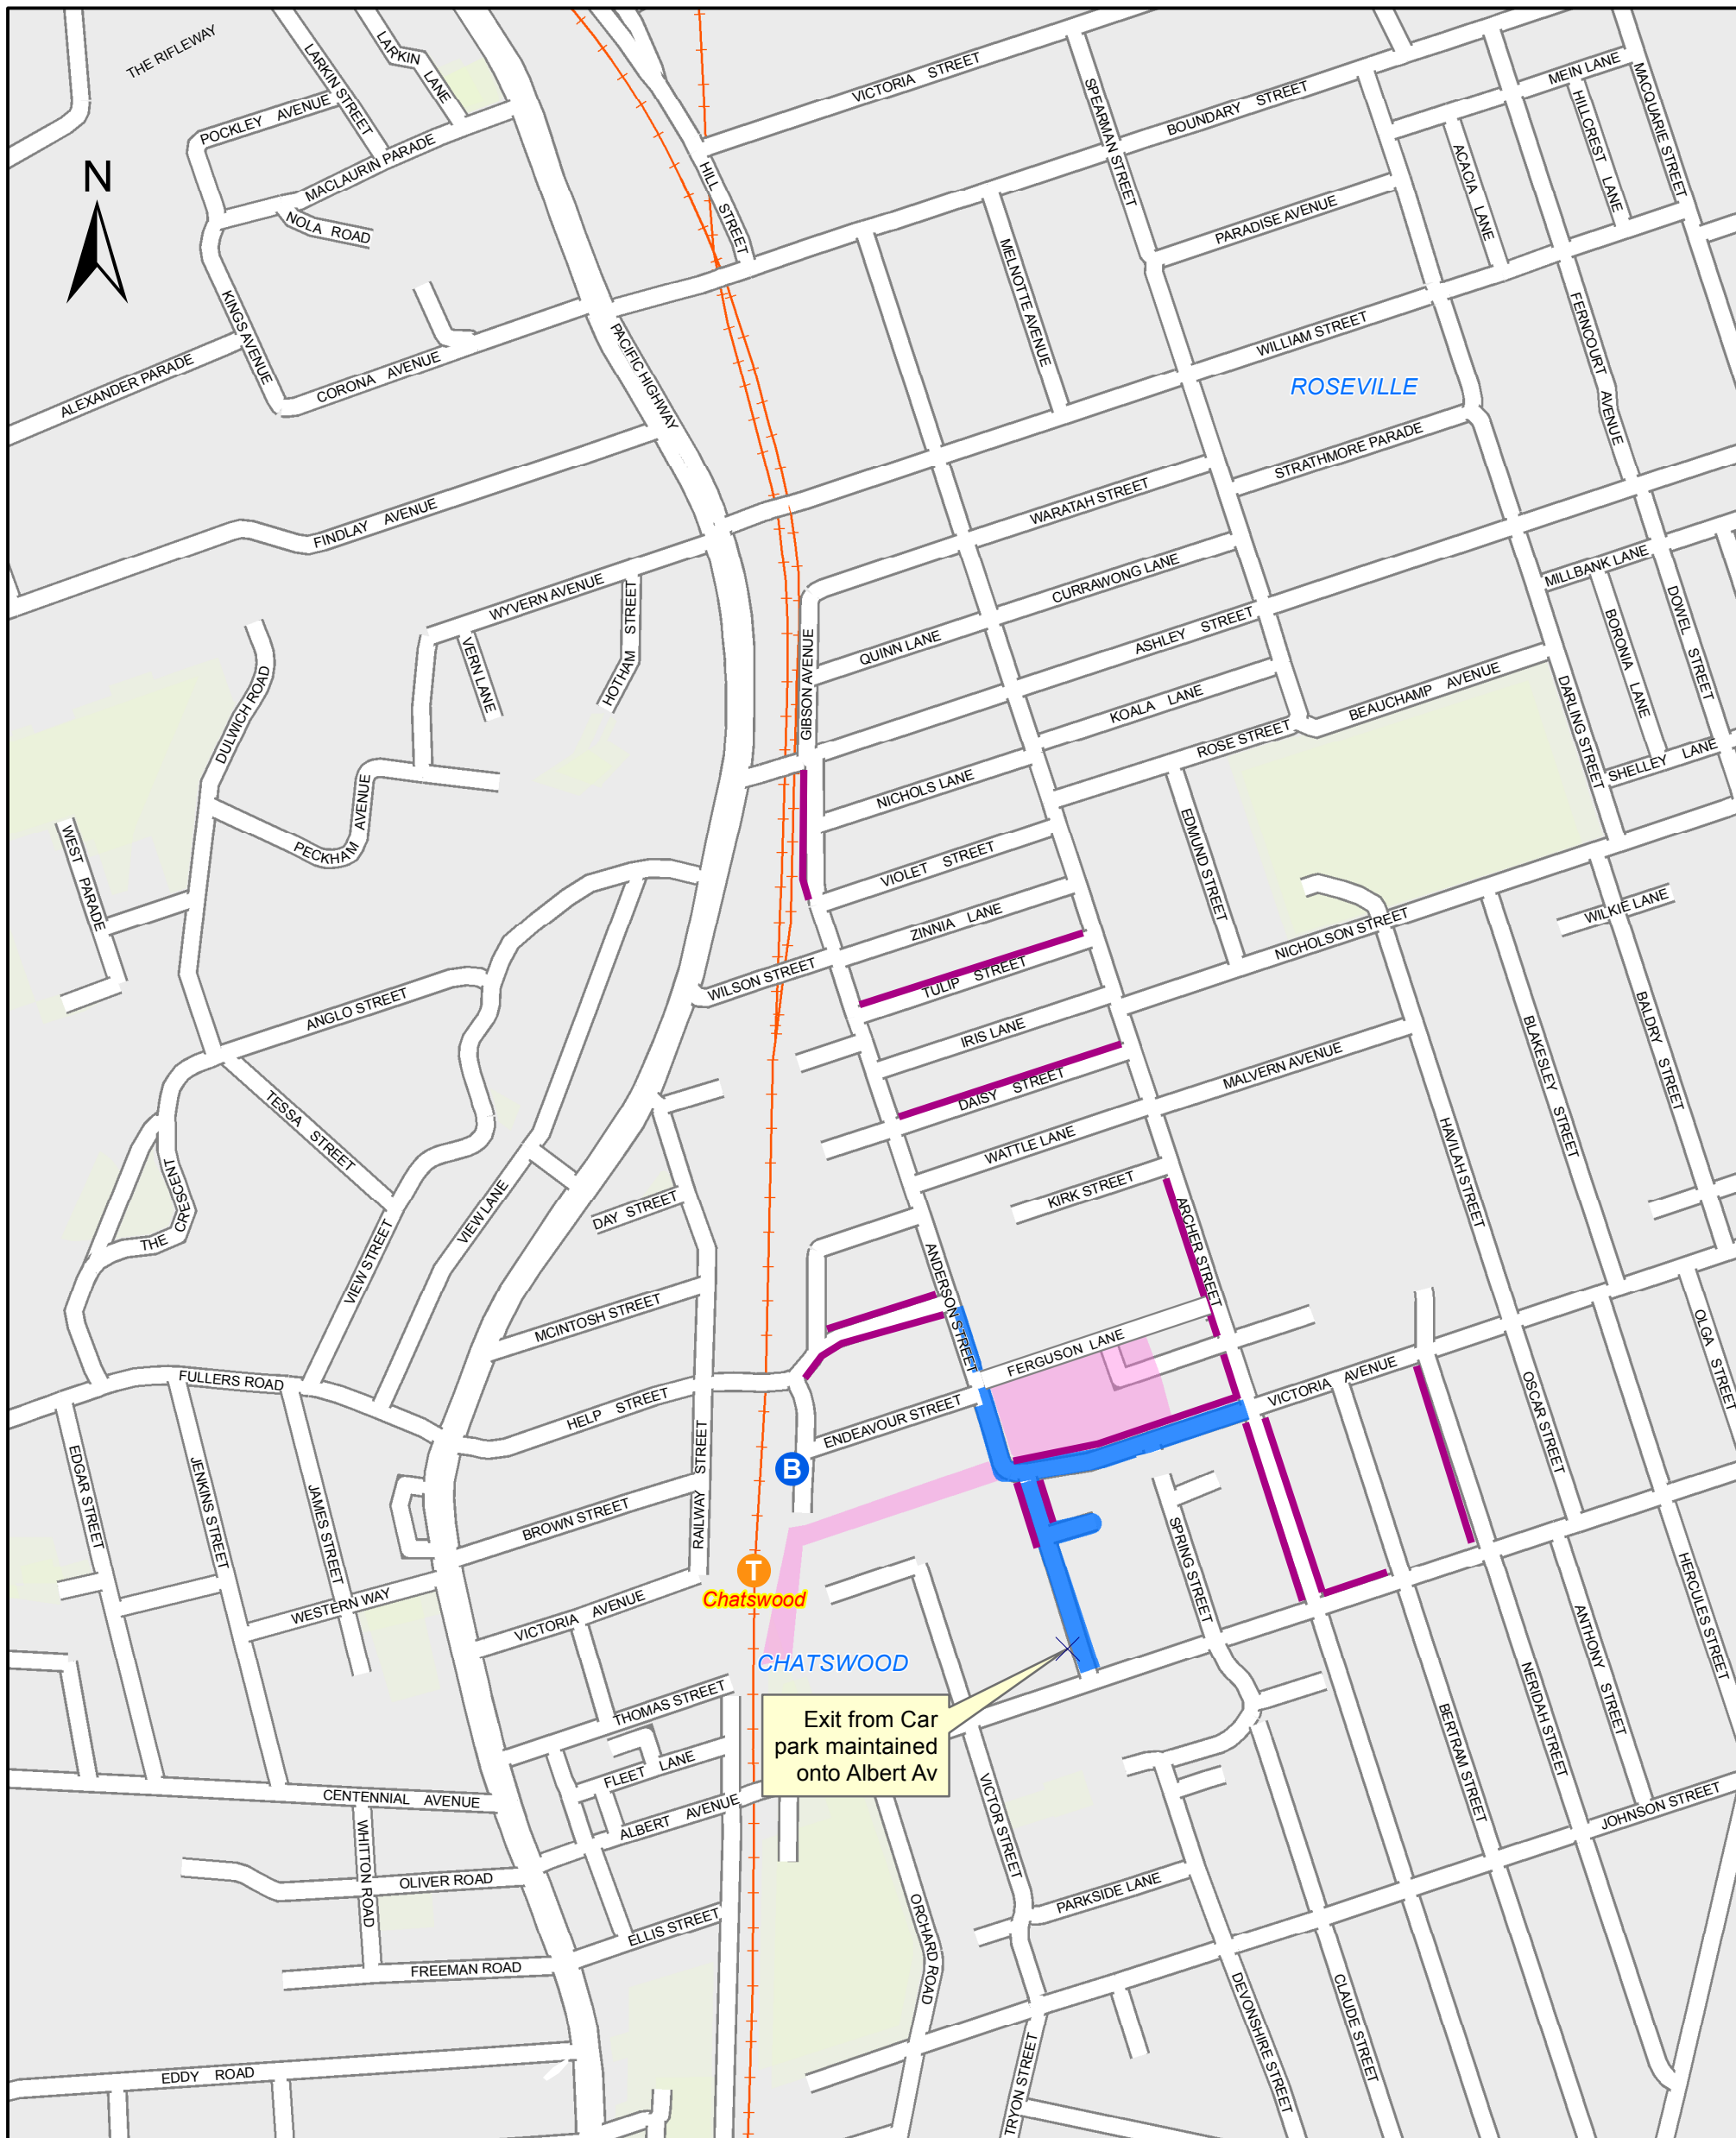 THE RIFLEWAY
LARKIN STREET
LARKIN LANE
POCKLEY AVENUE
MACLAURIN PARADE
NOLA ROAD
N
KINGS AVENUE
ALEXANDER PARADE
CORONA AVENUE
PACIFIC HIGHWAY
FINDLAY AVENUE
VICTORIA STREET
HILL STREET
SPEARMAN STREET
BOUNDARY STREET
MEIN LANE
HILLCREST LANE
MACQUARIE STREET
ACACIA LANE
PARADISE AVENUE
MELNOTTE AVENUE
WILLIAM STREET
ROSEVILLE
FERNCOURT AVENUE
STRATHMORE PARADE
WARATAH STREET
CURRAWONG LANE
MILLBANK LANE
DOWEL STREET
BORONIA LANE
WYVERN AVENUE
VERN LANE
HOTHAM STREET
GIBSON AVENUE
QUINN LANE
ASHLEY STREET
KOALA LANE
BEAUCHAMP AVENUE
DARLING STREET
SHELLEY LANE
ROSE STREET
DULWICH ROAD
PECKHAM AVENUE
WEST PARADE
NICHOLS LANE
EDMUND STREET
VIOLET STREET
ZINNIA LANE
WILKIE LANE
NICHOLSON STREET
WILSON STREET
TULIP STREET
IRIS LANE
ANGLO STREET
BLAKESLEY STREET
BALDRY STREET
MALVERN AVENUE
DAISY STREET
WATTLE LANE
HAVILAH STREET
TESSA STREET
THE CRESCENT
VIEW LANE
VIEW STREET
DAY STREET
KIRK STREET
ARCHER STREET
ANDERSON STREET
MCINTOSH STREET
FERGUSON LANE
OLGA STREET
FULLERS ROAD
HELP STREET
RAILWAY STREET
ENDEAVOUR STREET
VICTORIA AVENUE
OSCAR STREET
EDGAR STREET
JENKINS STREET
JAMES STREET
BROWN STREET
B
SPRING STREET
HERCULES STREET
T
Chatswood
WESTERN WAY
VICTORIA AVENUE
CHATSWOOD
ANTHONY STREET
NERIDAH STREET
BERTRAM STREET
THOMAS STREET
Exit from Car
park maintained
onto Albert Av
FLEET LANE
CENTENNIAL AVENUE
ALBERT AVENUE
VICTOR STREET
JOHNSON STREET
WHITTON ROAD
OLIVER ROAD
PARKSIDE LANE
ELLIS STREET
ORCHARD ROAD
FREEMAN ROAD
DEVONSHIRE STREET
CLAUDE STREET
EDDY ROAD
TRYON STREET